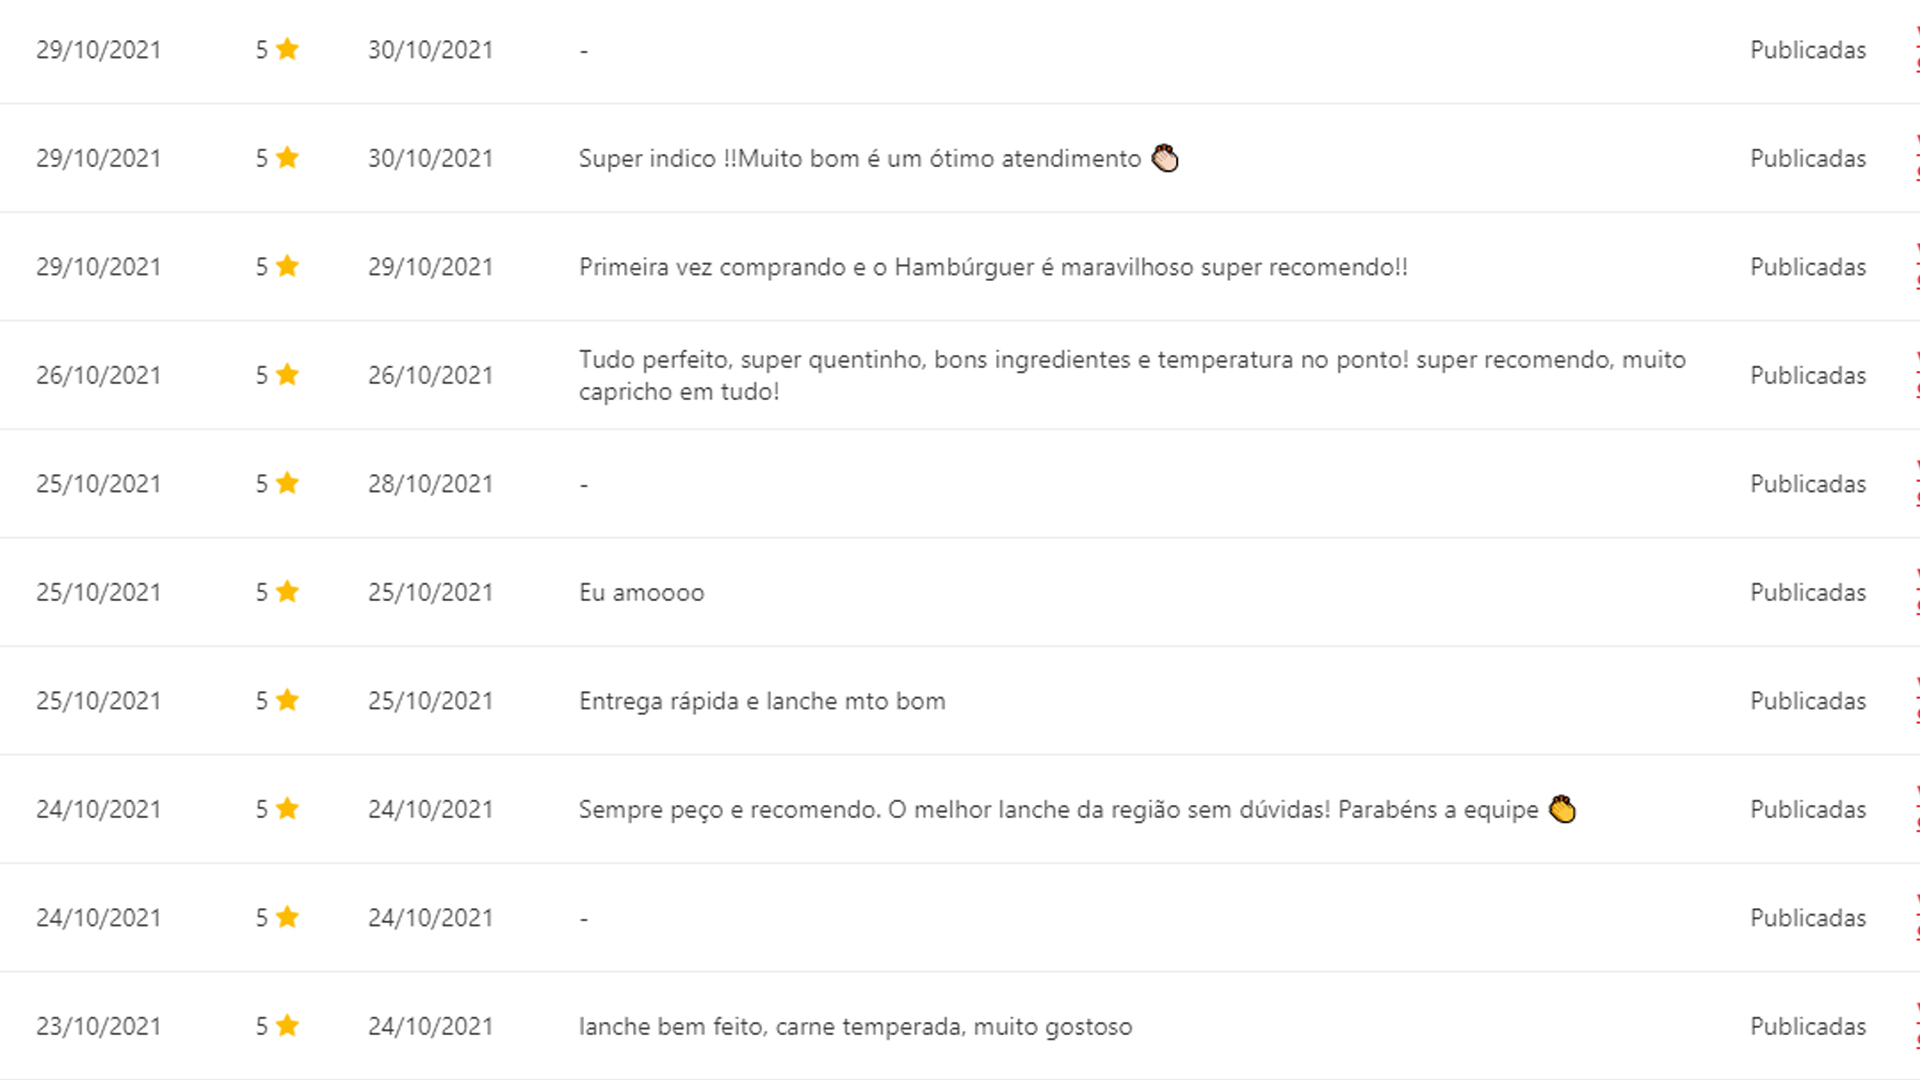 29/10/2021 5 30/10/2021 - Publicadas
29/10/2021 5 30/10/2021 Super indico !!Muito bom é um ótimo atendimento 👏🏻 Publicadas
29/10/2021 5 29/10/2021 Primeira vez comprando e o Hambúrguer é maravilhoso super recomendo!! Publicadas
26/10/2021 5 26/10/2021 Tudo perfeito, super quentinho, bons ingredientes e temperatura no ponto! super recomendo, muito
capricho em tudo! Publicadas
25/10/2021 5 28/10/2021 - Publicadas
25/10/2021 5 25/10/2021 Eu amoooo Publicadas
25/10/2021 5 25/10/2021 Entrega rápida e lanche mto bom Publicadas
24/10/2021 5 24/10/2021 Sempre peço e recomendo. O melhor lanche da região sem dúvidas! Parabéns a equipe 👏 Publicadas
24/10/2021 5 24/10/2021 - Publicadas
23/10/2021 5 24/10/2021 lanche bem feito, carne temperada, muito gostoso Publicadas